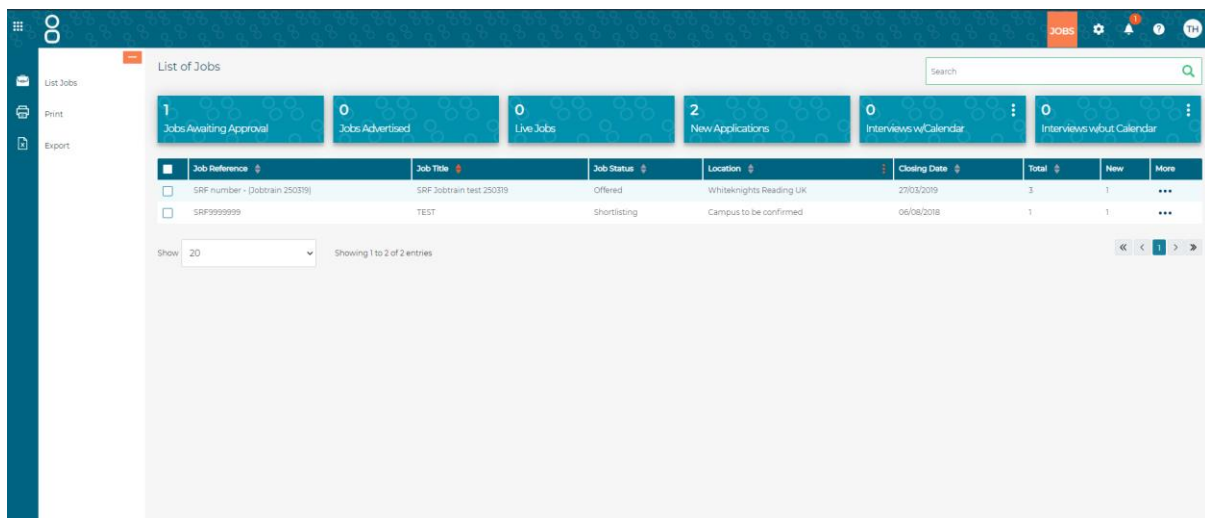 JOBS 1 TH
List Jobs
Print
Export
List of Jobs
Search
1
Jobs Awaiting Approval
0
Jobs Advertised
0
Live Jobs
2
New Applications
0
Interviews w/Calendar
0
Interviews w/out Calendar
Job Reference Job Title Job Status Location Closing Date Total New More
SRF number - (Jobtrain 250319) SRF Jobtrain test 250319 Offered Whiteknights Reading UK 27/03/2019 3 1
SRF9999999 TEST Shortlisting Campus to be confirmed 06/08/2018 1 1
Show 20 Showing 1 to 2 of 2 entries « < 1 > »